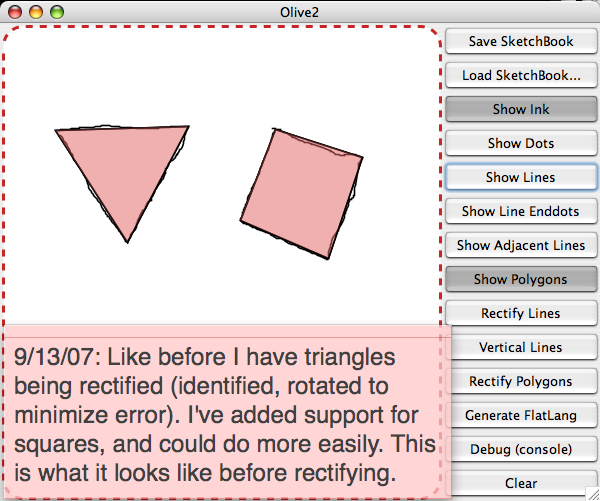 Olive2
Save SketchBook
Load SketchBook...
Show Ink
Show Dots
Show Lines
Show Line Enddots
Show Adjacent Lines
Show Polygons
Rectify Lines
Vertical Lines
Rectify Polygons
Generate FlatLang
Debug (console)
Clear
9/13/07: Like before I have triangles
being rectified (identified, rotated to
minimize error). I've added support for
squares, and could do more easily. This
is what it looks like before rectifying.